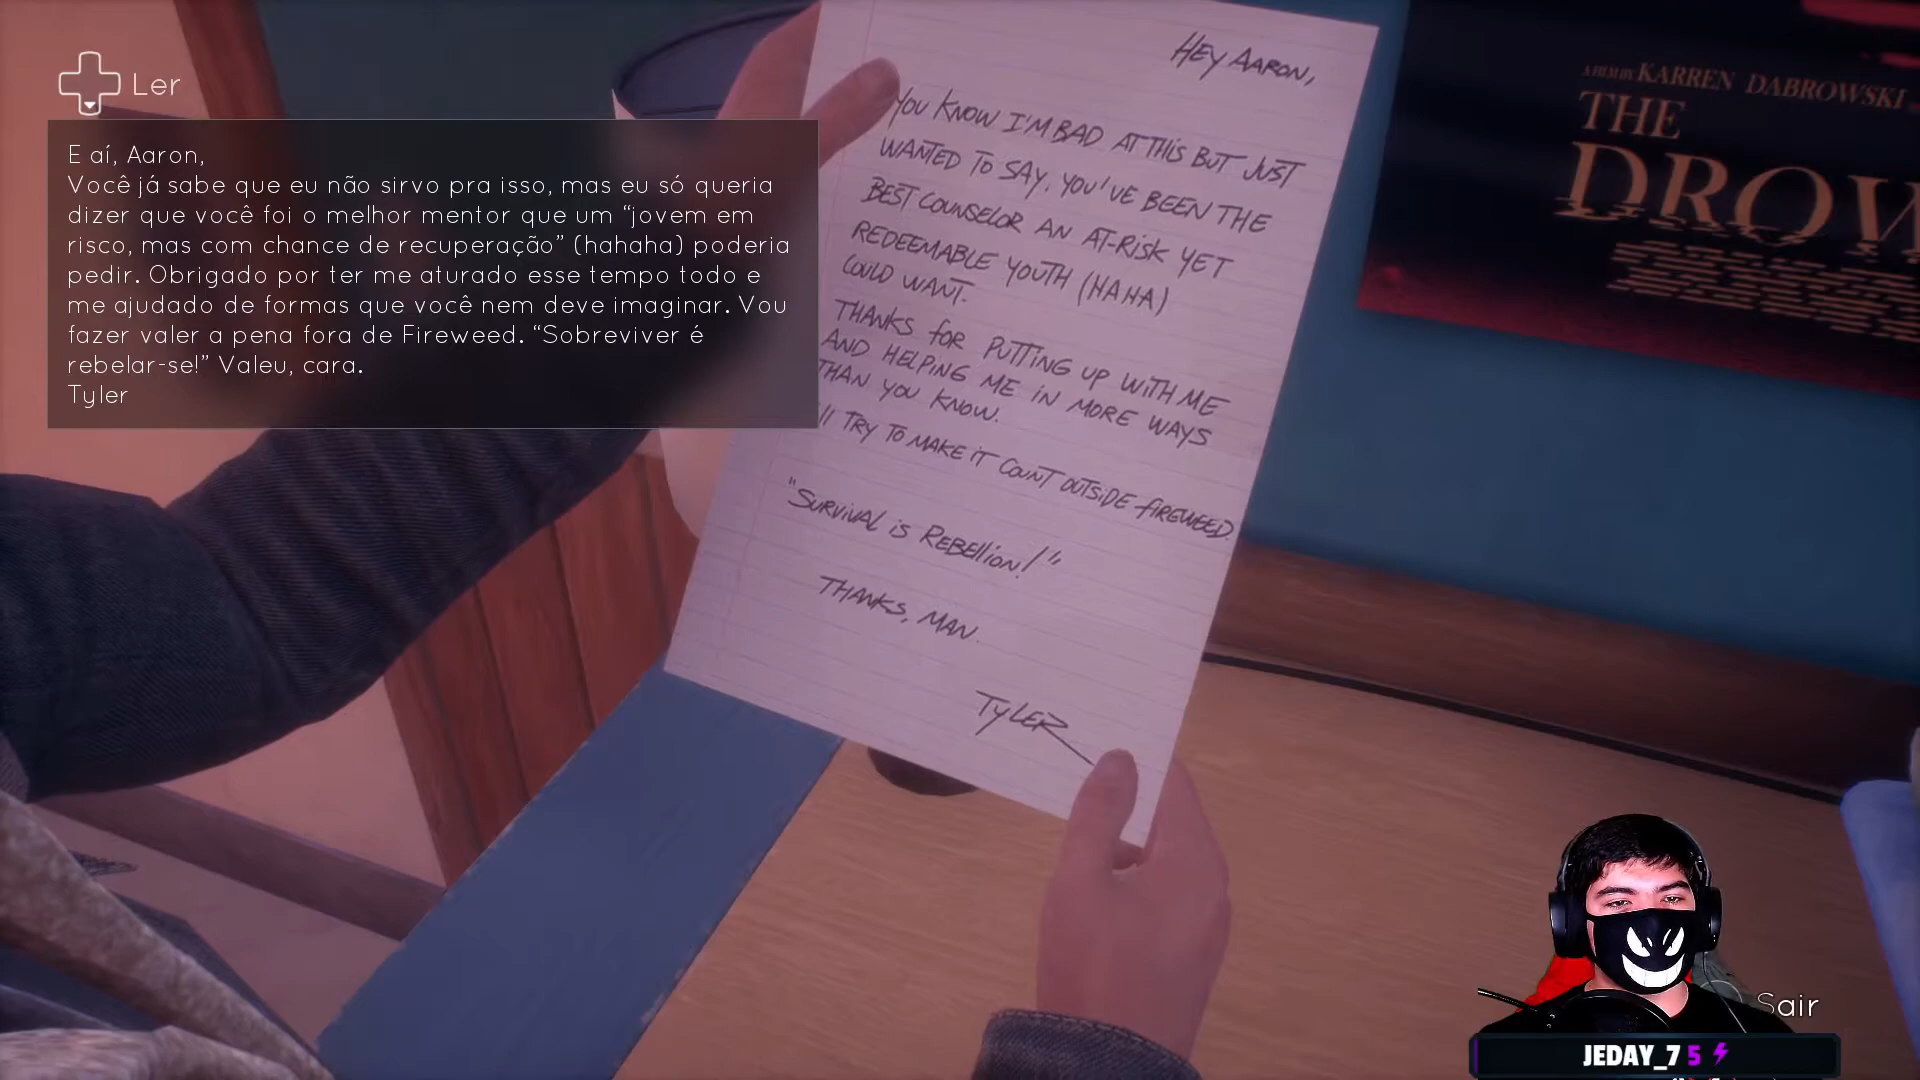 Ler
E aí, Aaron,
Você já sabe que eu não sirvo pra isso, mas eu só queria
dizer que você foi o melhor mentor que um “jovem em
risco, mas com chance de recuperação” (hahaha) poderia
pedir. Obrigado por ter me aturado esse tempo todo e
me ajudado de formas que você nem deve imaginar. Vou
fazer valer a pena fora de Fireweed. “Sobreviver é
rebelar-se!” Valeu, cara.
Tyler
HEY AARON,
YOU KNOW I'M BAD AT THIS BUT JUST
WANTED TO SAY, YOU'VE BEEN THE
BEST COUNSELOR AN AT-RISK YET
REDEEMABLE YOUTH (HAHA)
COULD WANT.
THANKS FOR PUTTING UP WITH ME
AND HELPING ME IN MORE WAYS
THAN YOU KNOW.
I'll TRY TO MAKE IT COUNT OUTSIDE FIREWEED.
"SURVIVAL IS REBELLION!"
THANKS, MAN.
TYLER
A FILM BY KARREN DABROWSKI
THE
DROW
Sair
JEDAY_7 5